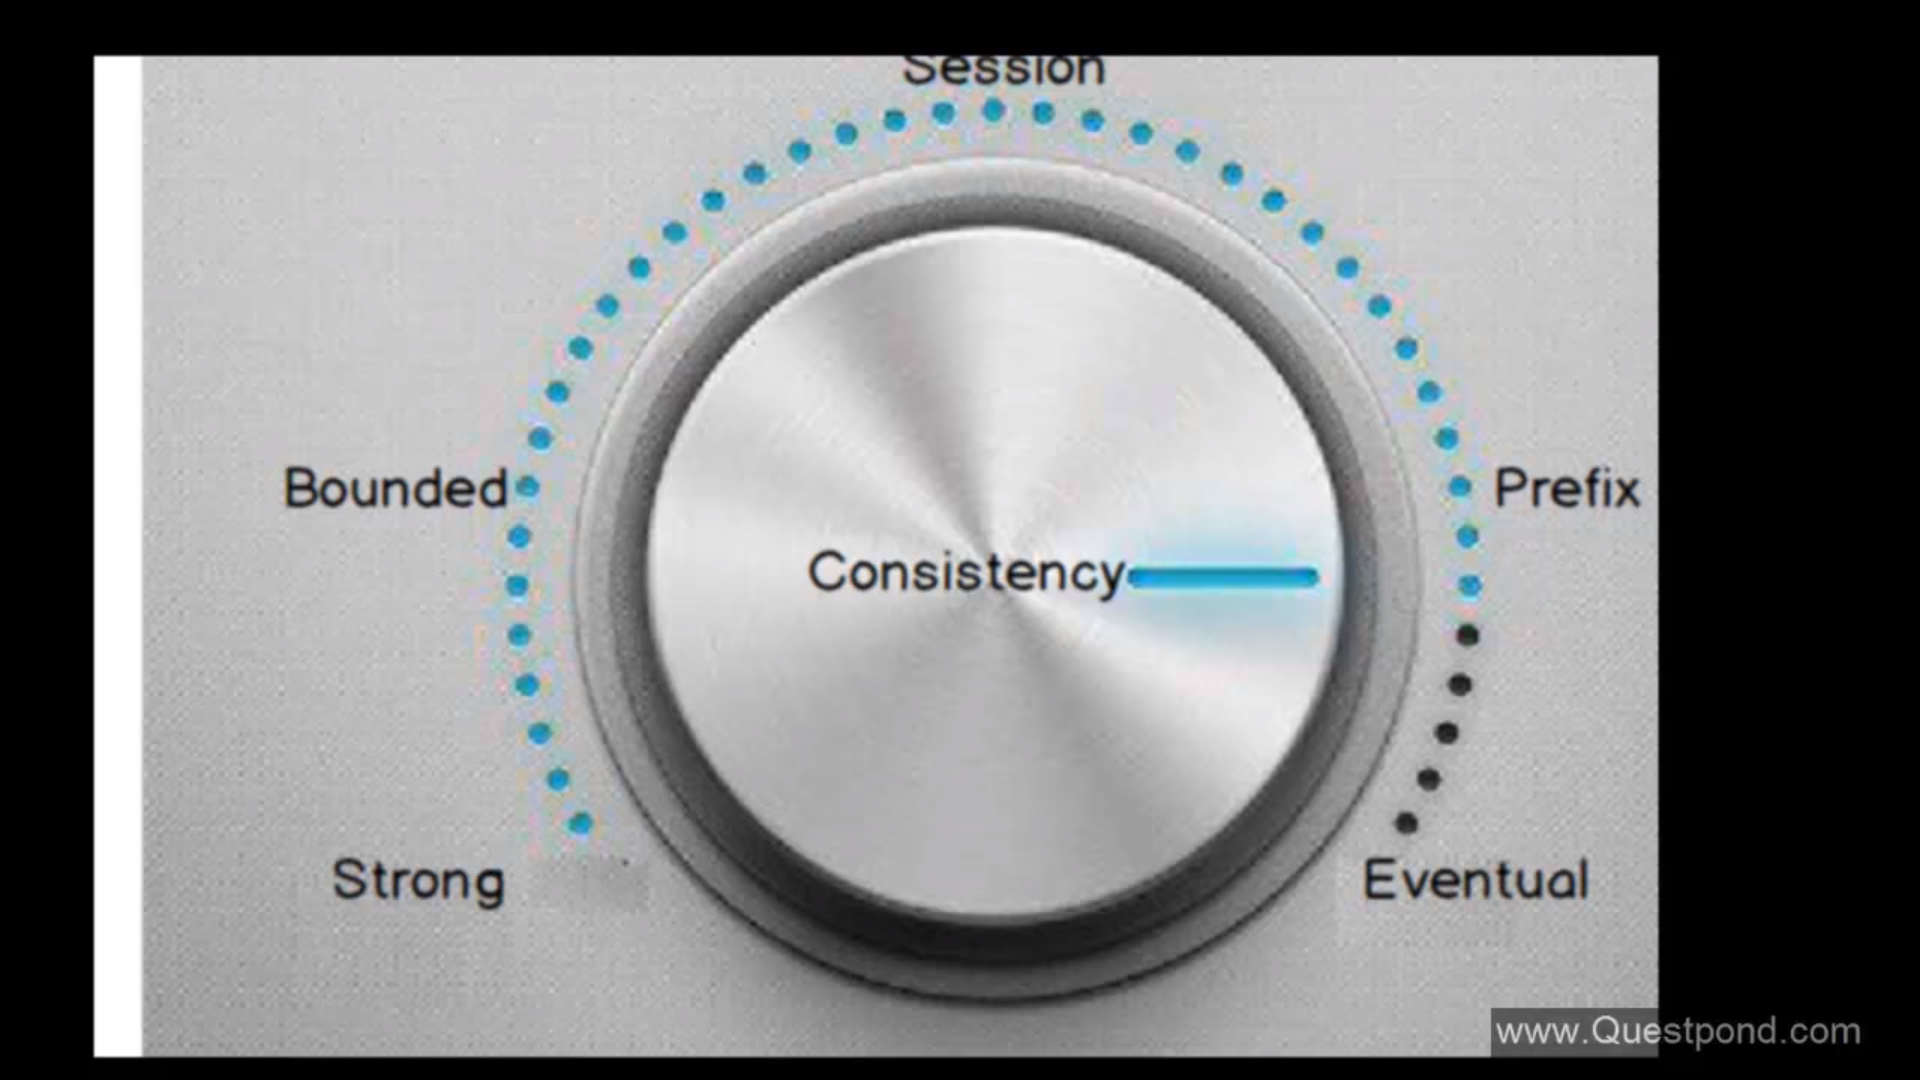 Session
Bounded
Prefix
Consistency
Strong
Eventual
www.Questpond.com